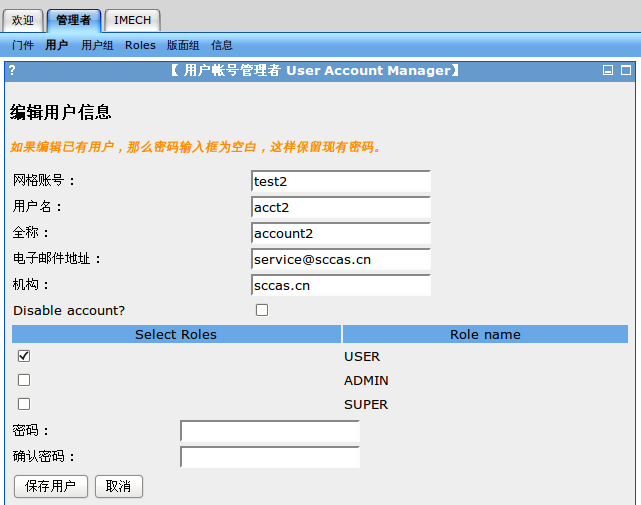 欢迎 管理者 IMECH
门件 用户 用户组 Roles 版面组 信息
? 【 用户帐号管理者 User Account Manager】
编辑用户信息
如果编辑已有用户，那么密码输入框为空白，这样保留现有密码。
网格账号： test2
用户名： acct2
全称： account2
电子邮件地址： service@sccas.cn
机构： sccas.cn
Disable account?
Select Roles Role name
USER
ADMIN
SUPER
密码：
确认密码：
保存用户 取消